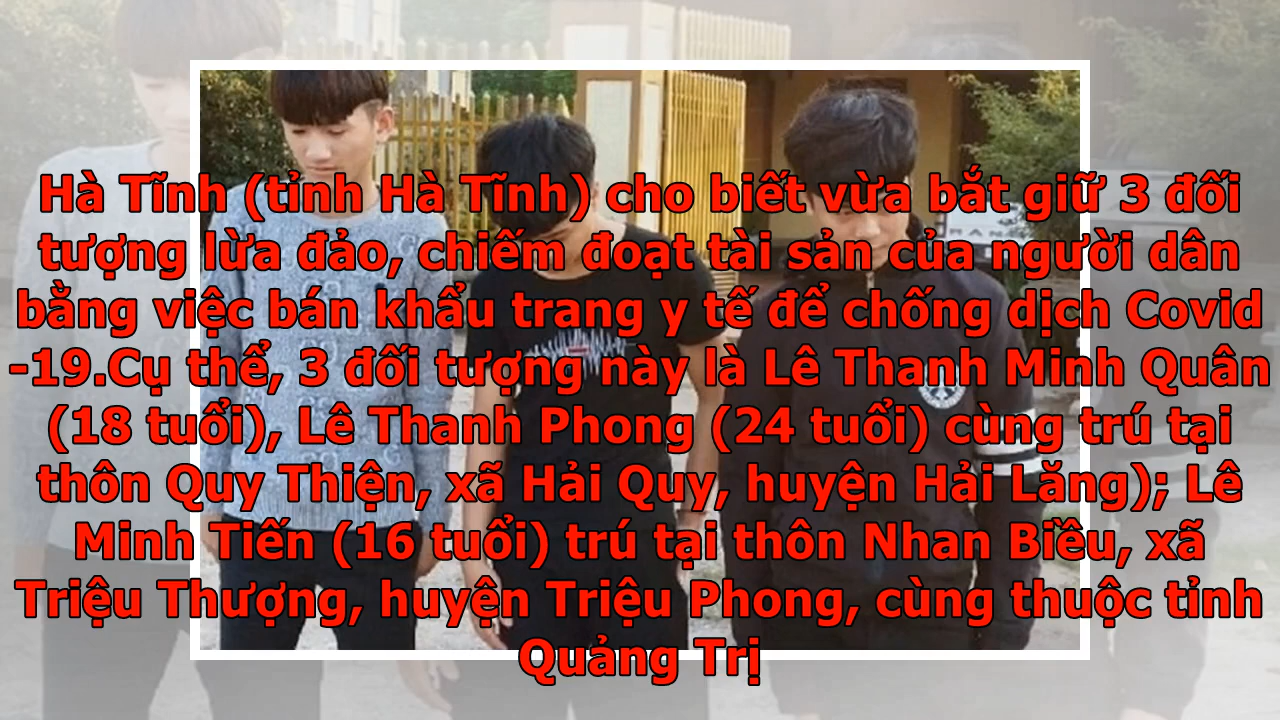 Hà Tĩnh (tỉnh Hà Tĩnh) cho biết vừa bắt giữ 3 đối
tượng lừa đảo, chiếm đoạt tài sản của người dân
bằng việc bán khẩu trang y tế để chống dịch Covid
-19.Cụ thể, 3 đối tượng này là Lê Thanh Minh Quân
(18 tuổi), Lê Thanh Phong (24 tuổi) cùng trú tại
thôn Quy Thiện, xã Hải Quy, huyện Hải Lăng); Lê
Minh Tiến (16 tuổi) trú tại thôn Nhan Biều, xã
Triệu Thượng, huyện Triệu Phong, cùng thuộc tỉnh
Quảng Trị